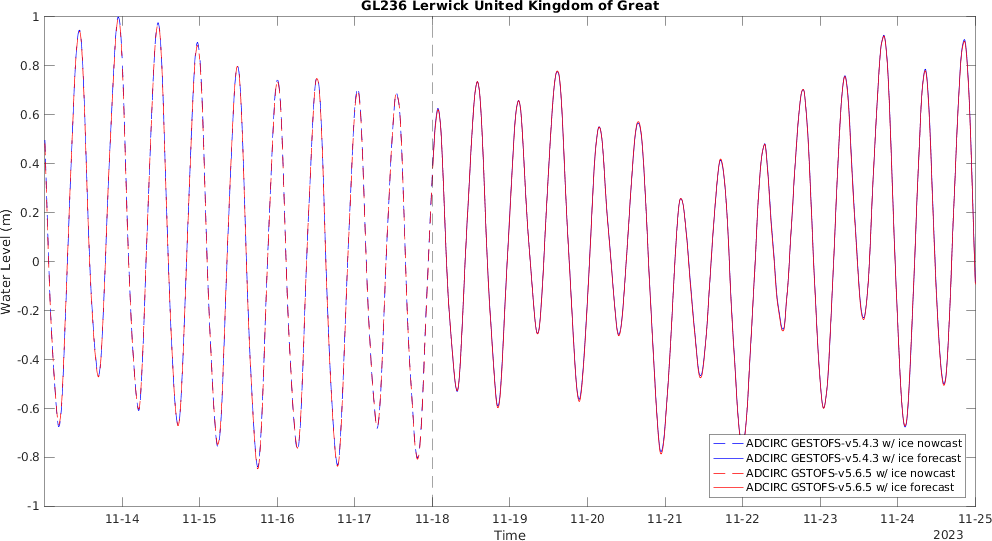 GL236 Lerwick United Kingdom of Great
1
0.8
0.6
0.4
0.2
0
-0.2
-0.4
-0.6
-0.8
-1
Water Level (m)
ADCIRC GESTOFS-v5.4.3 w/ ice nowcast
ADCIRC GESTOFS-v5.4.3 w/ ice forecast
ADCIRC GSTOFS-v5.6.5 w/ ice nowcast
ADCIRC GSTOFS-v5.6.5 w/ ice forecast
11-14 11-15 11-16 11-17 11-18 11-19 11-20 11-21 11-22 11-23 11-24 11-25
Time
2023